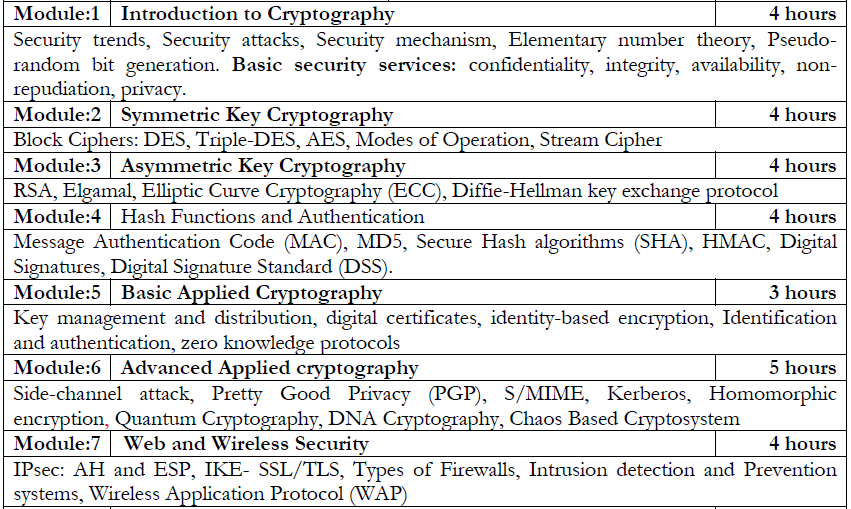 Module:1 Introduction to Cryptography 4 hours
Security trends, Security attacks, Security mechanism, Elementary number theory, Pseudo-
random bit generation. Basic security services: confidentiality, integrity, availability, non-
repudiation, privacy.
Module:2 Symmetric Key Cryptography 4 hours
Block Ciphers: DES, Triple-DES, AES, Modes of Operation, Stream Cipher
Module:3 Asymmetric Key Cryptography 4 hours
RSA, Elgamal, Elliptic Curve Cryptography (ECC), Diffie-Hellman key exchange protocol
Module:4 Hash Functions and Authentication 4 hours
Message Authentication Code (MAC), MD5, Secure Hash algorithms (SHA), HMAC, Digital
Signatures, Digital Signature Standard (DSS).
Module:5 Basic Applied Cryptography 3 hours
Key management and distribution, digital certificates, identity-based encryption, Identification
and authentication, zero knowledge protocols
Module:6 Advanced Applied cryptography 5 hours
Side-channel attack, Pretty Good Privacy (PGP), S/MIME, Kerberos, Homomorphic
encryption, Quantum Cryptography, DNA Cryptography, Chaos Based Cryptosystem
Module:7 Web and Wireless Security 4 hours
IPsec: AH and ESP, IKE- SSL/TLS, Types of Firewalls, Intrusion detection and Prevention
systems, Wireless Application Protocol (WAP)